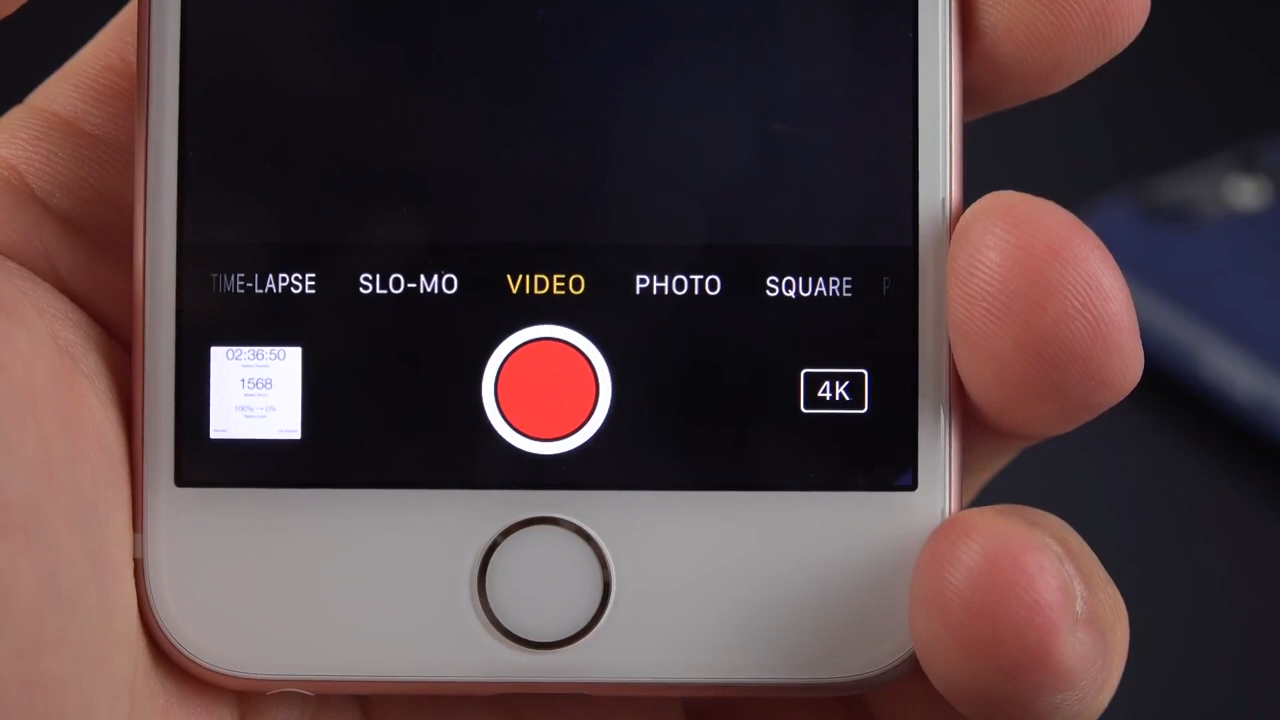 TIME-LAPSE SLO-MO VIDEO PHOTO SQUARE P
02:36:50
1568
100% → 0%
4K